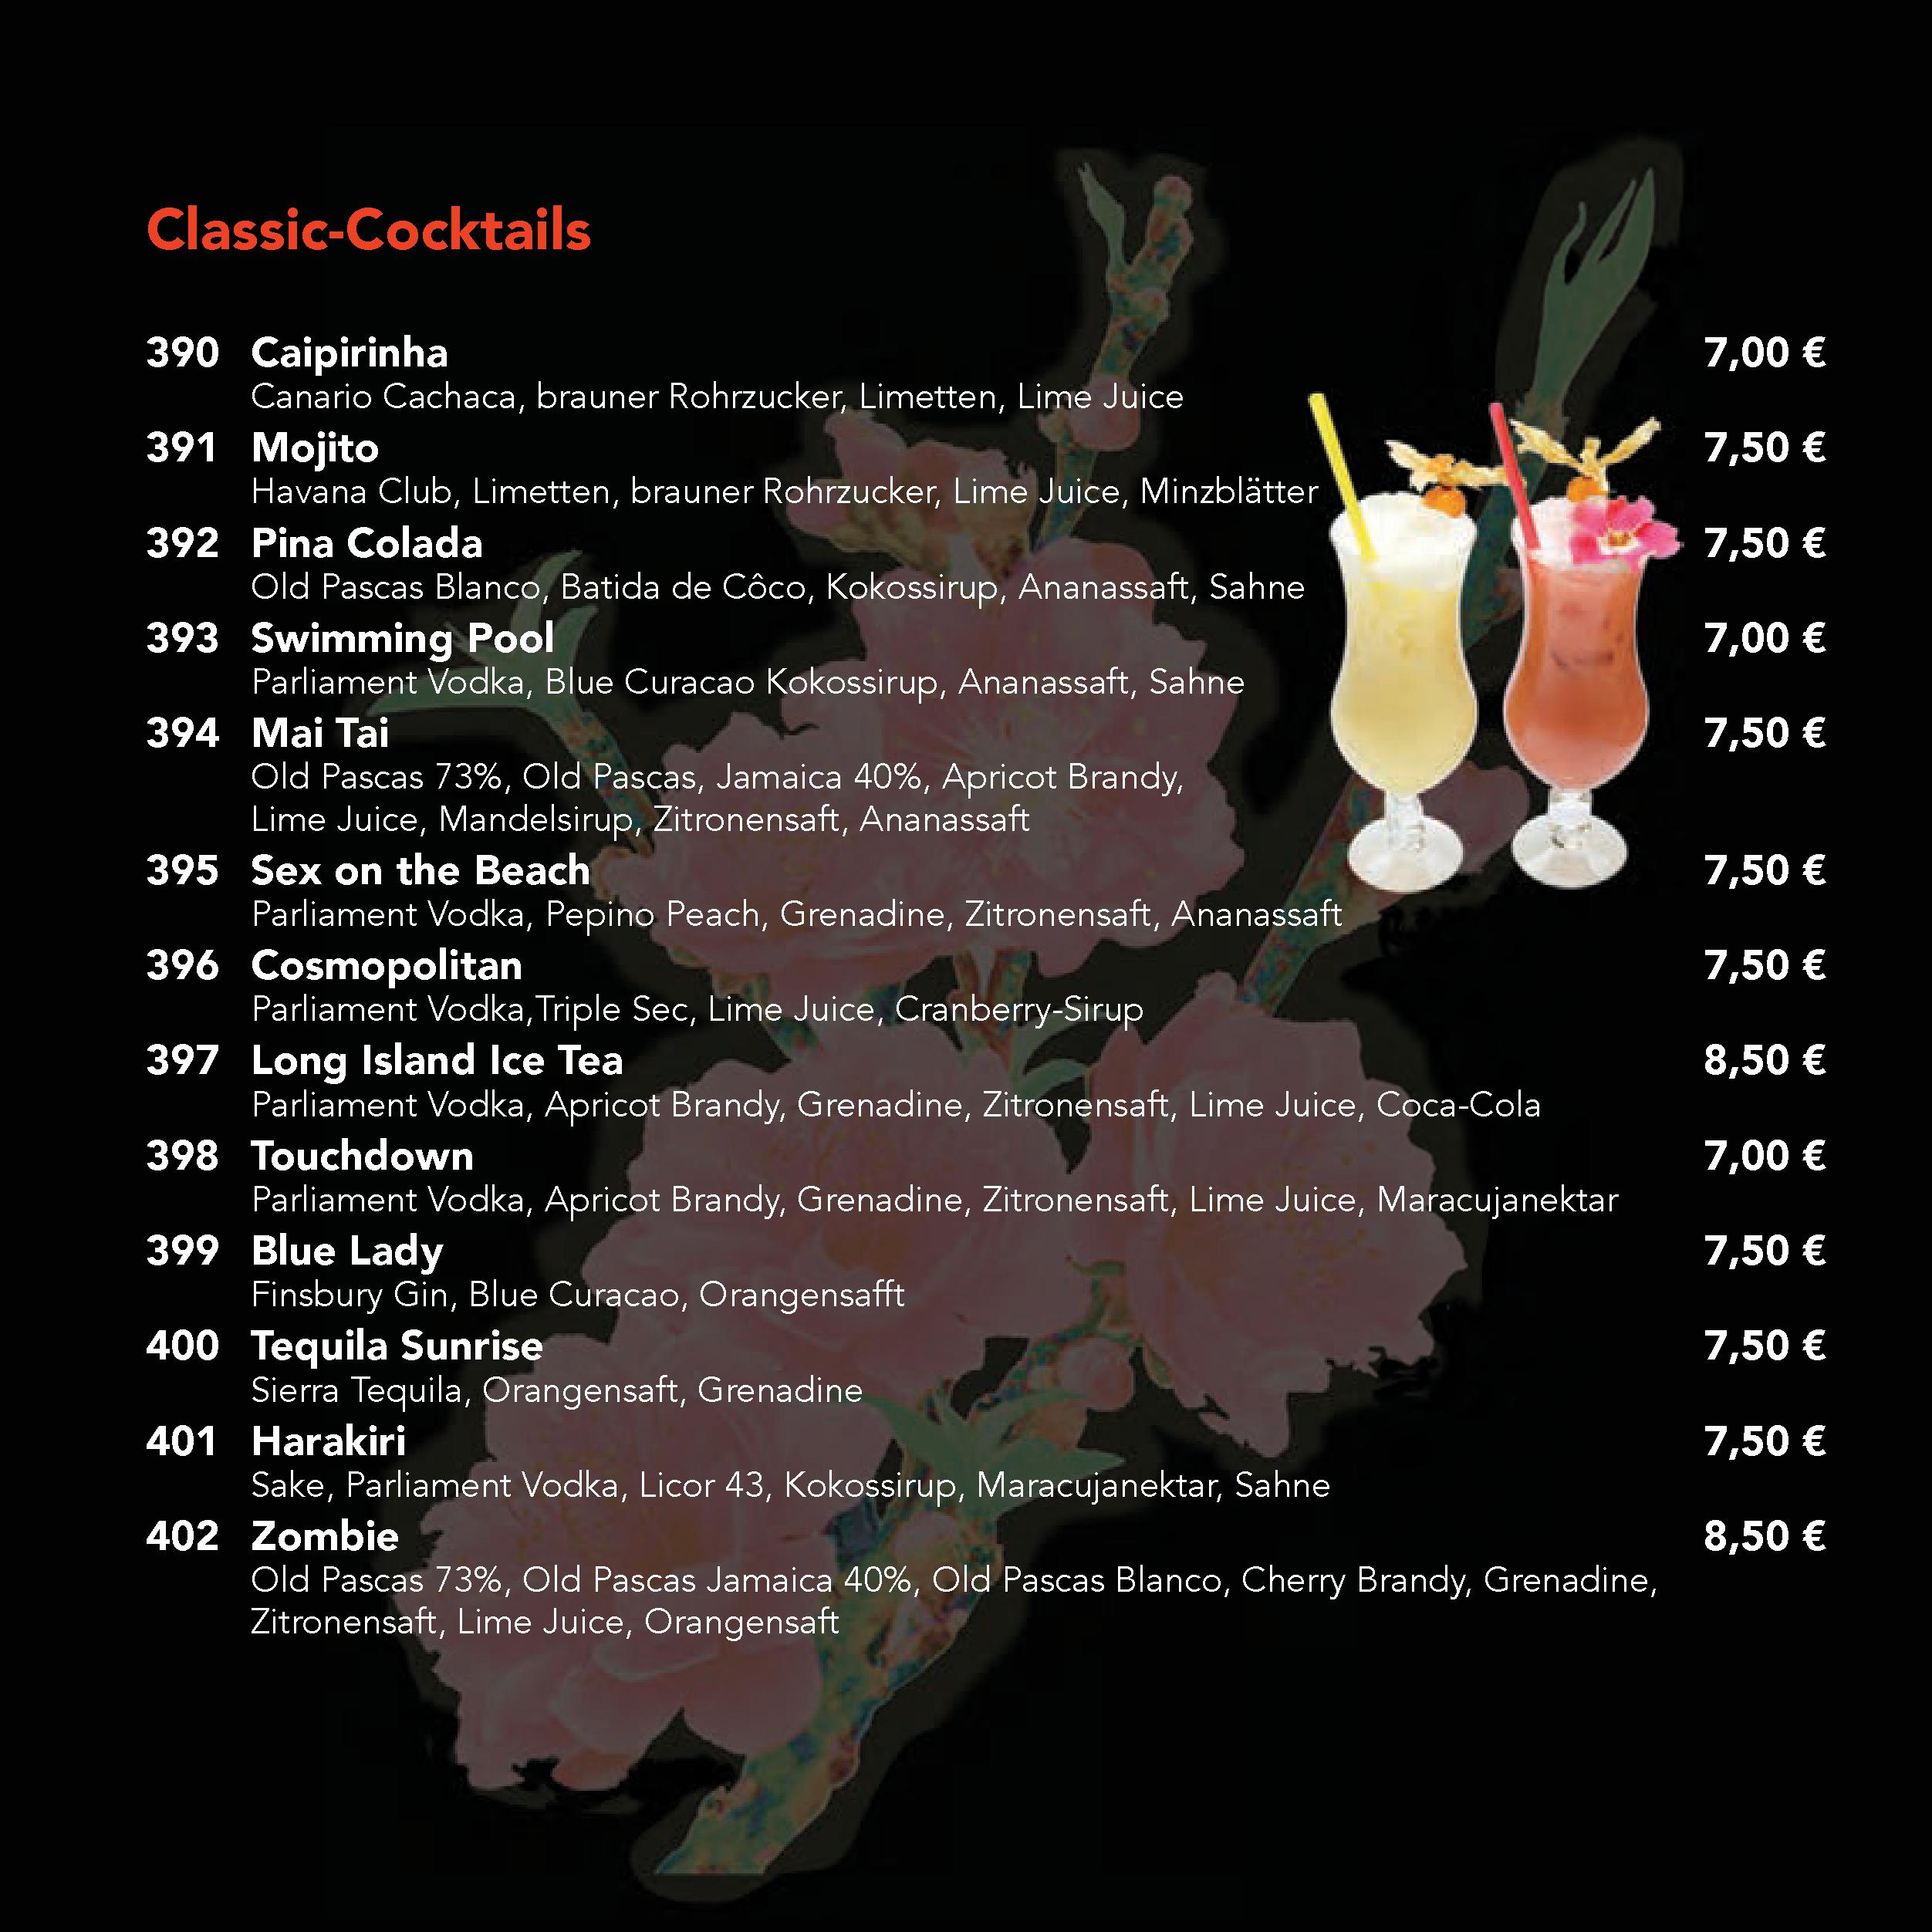 Classic-Cocktails
390 Caipirinha 7,00 €
Canario Cachaca, brauner Rohrzucker, Limetten, Lime Juice
391 Mojito 7,50 €
Havana Club, Limetten, brauner Rohrzucker, Lime Juice, Minzblätter
392 Pina Colada 7,50 €
Old Pascas Blanco, Batida de Côco, Kokossirup, Ananassaft, Sahne
393 Swimming Pool 7,00 €
Parliament Vodka, Blue Curacao Kokossirup, Ananassaft, Sahne
394 Mai Tai 7,50 €
Old Pascas 73%, Old Pascas, Jamaica 40%, Apricot Brandy,
Lime Juice, Mandelsirup, Zitronensaft, Ananassaft
395 Sex on the Beach 7,50 €
Parliament Vodka, Pepino Peach, Grenadine, Zitronensaft, Ananassaft
396 Cosmopolitan 7,50 €
Parliament Vodka,Triple Sec, Lime Juice, Cranberry-Sirup
397 Long Island Ice Tea 8,50 €
Parliament Vodka, Apricot Brandy, Grenadine, Zitronensaft, Lime Juice, Coca-Cola
398 Touchdown 7,00 €
Parliament Vodka, Apricot Brandy, Grenadine, Zitronensaft, Lime Juice, Maracujanektar
399 Blue Lady 7,50 €
Finsbury Gin, Blue Curacao, Orangensafft
400 Tequila Sunrise 7,50 €
Sierra Tequila, Orangensaft, Grenadine
401 Harakiri 7,50 €
Sake, Parliament Vodka, Licor 43, Kokossirup, Maracujanektar, Sahne
402 Zombie 8,50 €
Old Pascas 73%, Old Pascas Jamaica 40%, Old Pascas Blanco, Cherry Brandy, Grenadine,
Zitronensaft, Lime Juice, Orangensaft